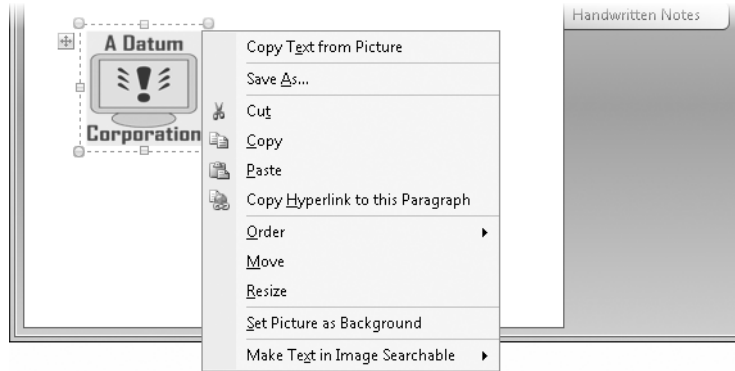 Handwritten Notes
A Datum
Corporation
Copy Text from Picture
Save As...
Cut
Copy
Paste
Copy Hyperlink to this Paragraph
Order
Move
Resize
Set Picture as Background
Make Text in Image Searchable